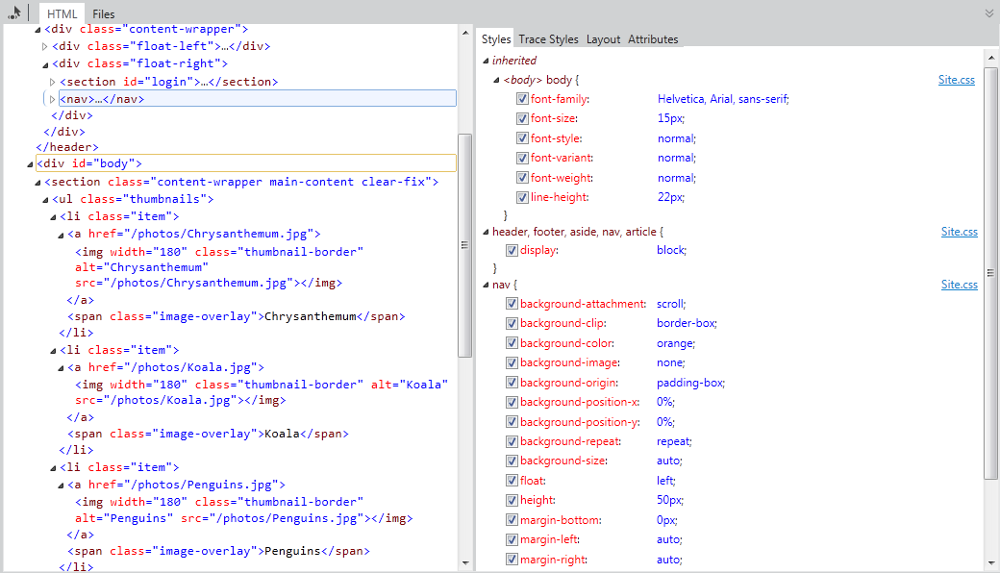 HTML Files
<div class="content-wrapper">
<div class="float-left">…</div>
<div class="float-right">
<section id="login">…</section>
<nav>…</nav>
</div>
</div>
</header>
<div id="body">
<section class="content-wrapper main-content clear-fix">
<ul class="thumbnails">
<li class="item">
<a href="/photos/Chrysanthemum.jpg">
<img width="180" class="thumbnail-border"
alt="Chrysanthemum"
src="/photos/Chrysanthemum.jpg"></img>
</a>
<span class="image-overlay">Chrysanthemum</span>
</li>
<li class="item">
<a href="/photos/Koala.jpg">
<img width="180" class="thumbnail-border" alt="Koala"
src="/photos/Koala.jpg"></img>
</a>
<span class="image-overlay">Koala</span>
</li>
<li class="item">
<a href="/photos/Penguins.jpg">
<img width="180" class="thumbnail-border"
alt="Penguins" src="/photos/Penguins.jpg"></img>
</a>
<span class="image-overlay">Penguins</span>
</li>
Styles Trace Styles Layout Attributes
inherited
<body> body { Site.css
font-family: Helvetica, Arial, sans-serif;
font-size: 15px;
font-style: normal;
font-variant: normal;
font-weight: normal;
line-height: 22px;
}
header, footer, aside, nav, article { Site.css
display: block;
}
nav { Site.css
background-attachment: scroll;
background-clip: border-box;
background-color: orange;
background-image: none;
background-origin: padding-box;
background-position-x: 0%;
background-position-y: 0%;
background-repeat: repeat;
background-size: auto;
float: left;
height: 50px;
margin-bottom: 0px;
margin-left: auto;
margin-right: auto;